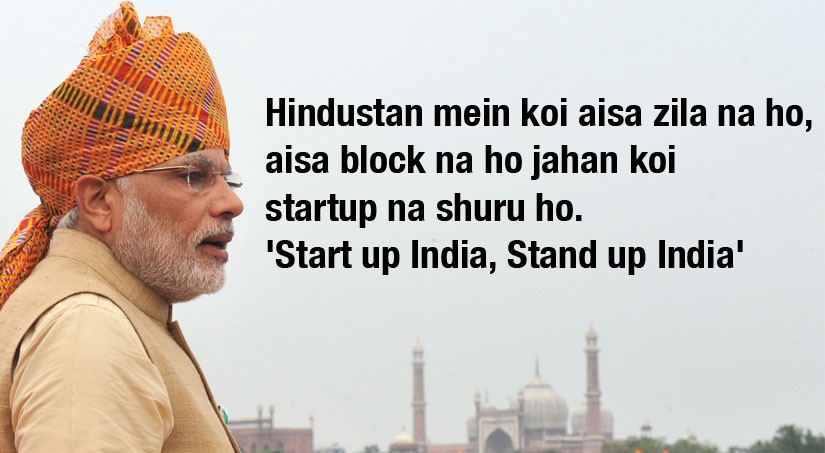 Hindustan mein koi aisa zila na ho,
aisa block na ho jahan koi
startup na shuru ho.
'Start up India, Stand up India'